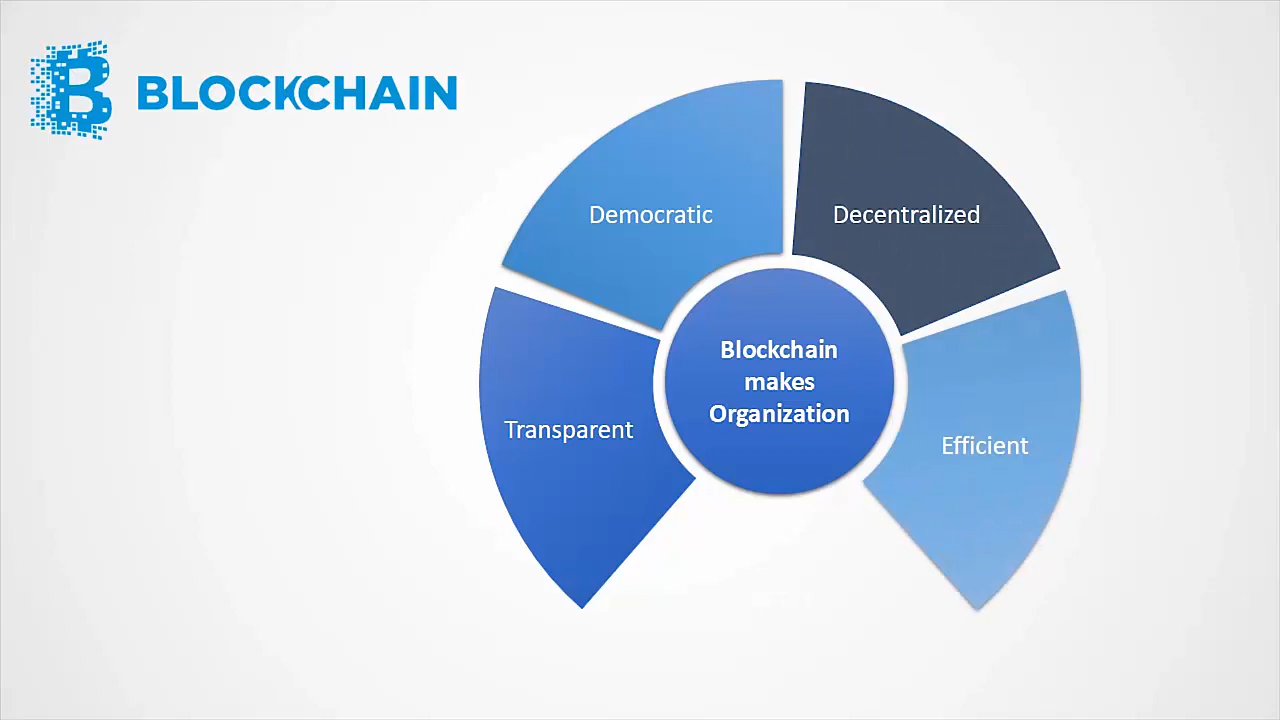 BLOCKCHAIN
Democratic
Decentralized
Blockchain
makes
Organization
Transparent
Efficient